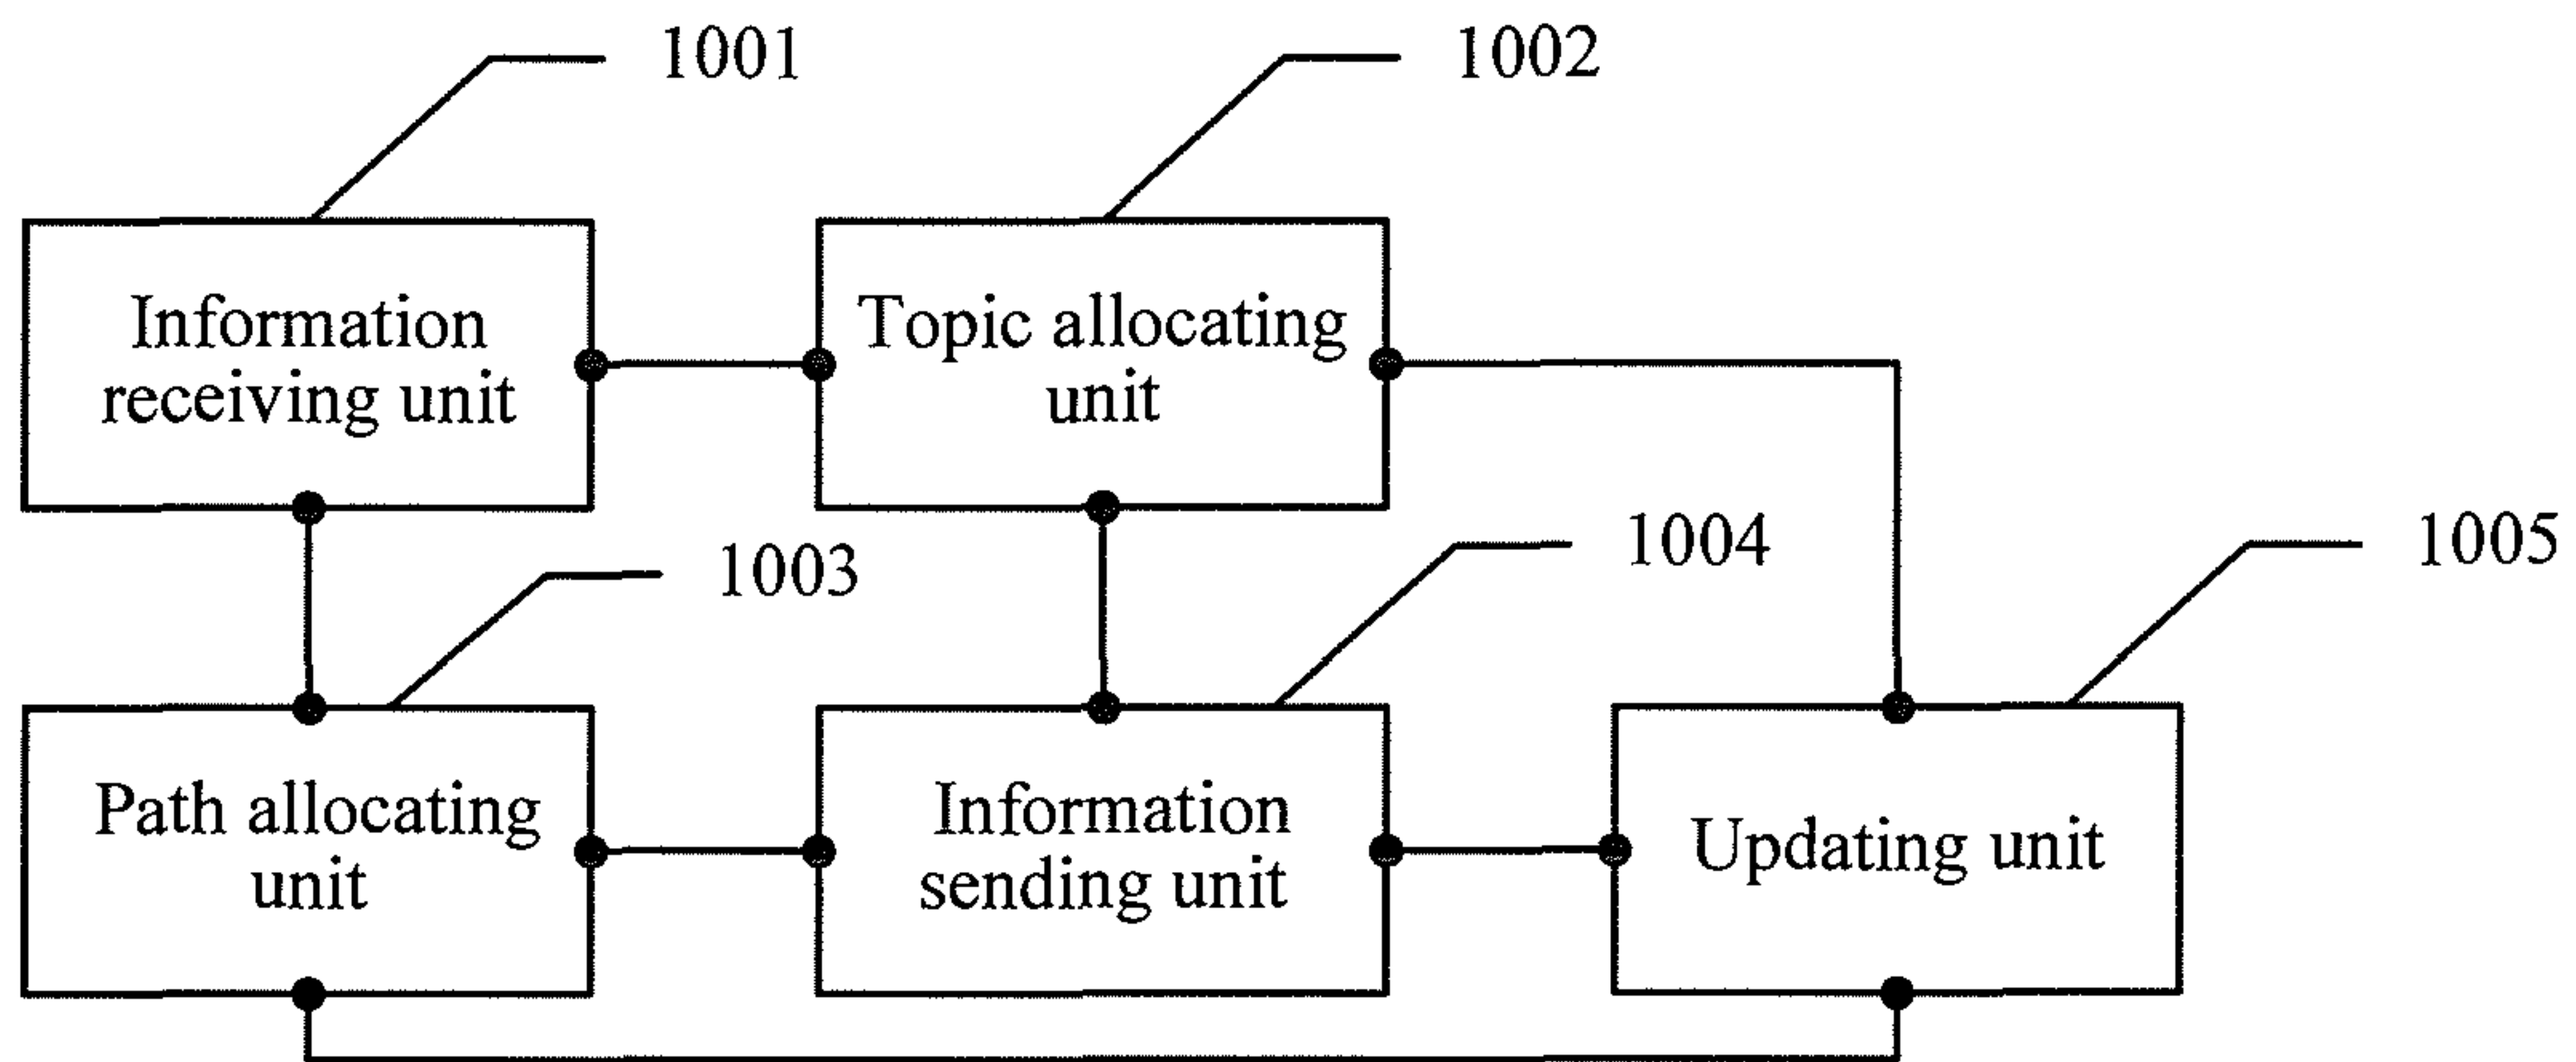 1001
1002
Information
receiving unit
Topic allocating
unit
1003
1004
1005
Path allocating
unit
Information
sending unit
Updating unit